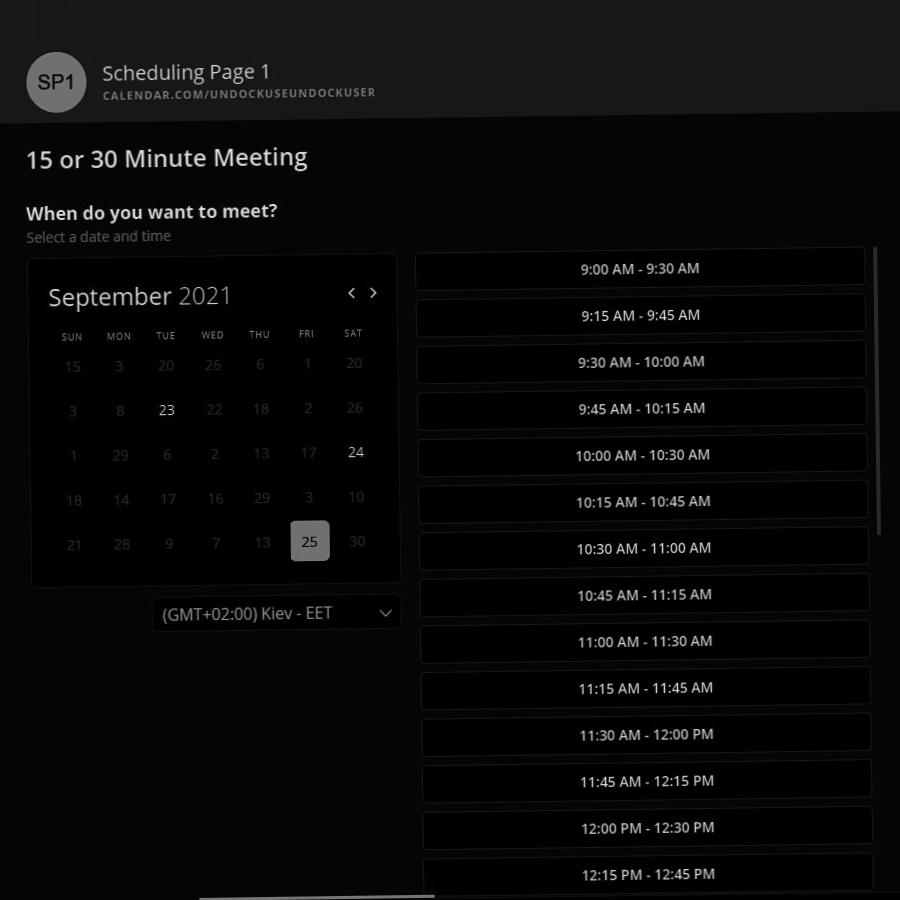 SP1
Scheduling Page 1
CALENDAR.COM/UNDOCKUSEUNDOCKUSER
15 or 30 Minute Meeting
When do you want to meet?
Select a date and time
September 2021
SUN MON TUE WED THU FRI SAT
15 3 20 26 6 1 20
3 8 23 22 18 2 26
1 29 6 2 13 17 24
18 14 17 16 29 3 10
21 28 9 7 13 25 30
(GMT+02:00) Kiev - EET
9:00 AM - 9:30 AM
9:15 AM - 9:45 AM
9:30 AM - 10:00 AM
9:45 AM - 10:15 AM
10:00 AM - 10:30 AM
10:15 AM - 10:45 AM
10:30 AM - 11:00 AM
10:45 AM - 11:15 AM
11:00 AM - 11:30 AM
11:15 AM - 11:45 AM
11:30 AM - 12:00 PM
11:45 AM - 12:15 PM
12:00 PM - 12:30 PM
12:15 PM - 12:45 PM